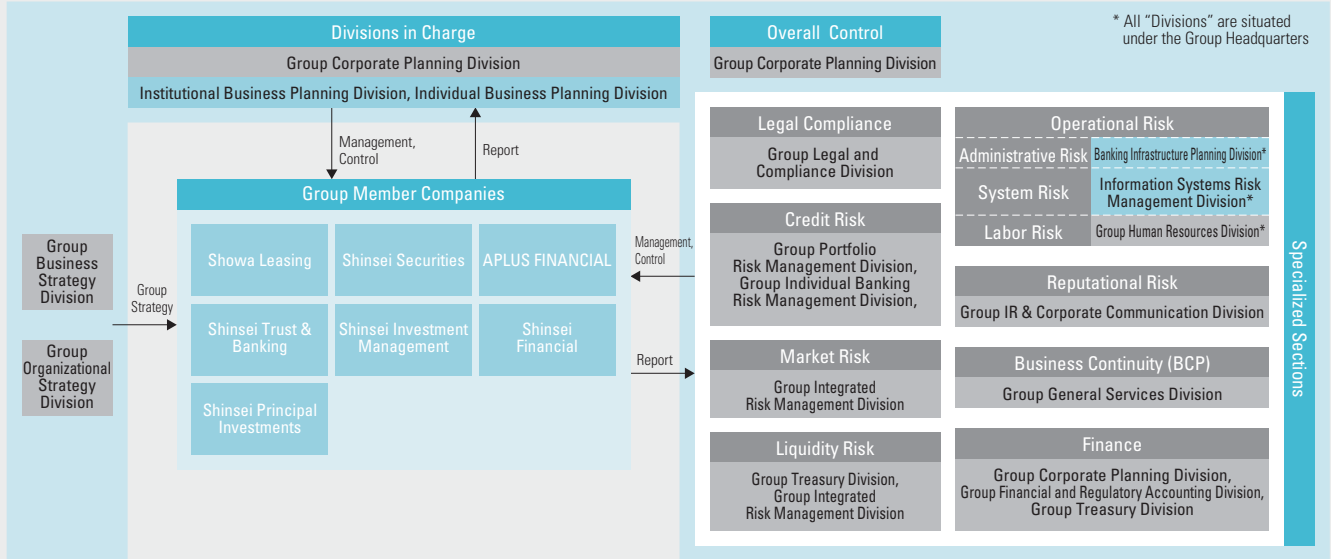 Divisions in Charge
Group Corporate Planning Division
Institutional Business Planning Division, Individual Business Planning Division
Management,
Control
Report
Group
Business
Strategy
Division
Group
Organizational
Strategy
Division
Group
Strategy
Group Member Companies
Showa Leasing
Shinsei Securities
APLUS FINANCIAL
Shinsei Trust &
Banking
Shinsei Investment
Management
Shinsei
Financial
Shinsei Principal
Investments
Management,
Control
Report
Overall Control
Group Corporate Planning Division
* All “Divisions” are situated
under the Group Headquarters
Legal Compliance
Group Legal and
Compliance Division
Credit Risk
Group Portfolio
Risk Management Division,
Group Individual Banking
Risk Management Division,
Market Risk
Group Integrated
Risk Management Division
Liquidity Risk
Group Treasury Division,
Group Integrated
Risk Management Division
Operational Risk
Administrative Risk
Banking Infrastructure Planning Division*
System Risk
Information Systems Risk
Management Division*
Labor Risk
Group Human Resources Division*
Reputational Risk
Group IR & Corporate Communication Division
Business Continuity (BCP)
Group General Services Division
Finance
Group Corporate Planning Division,
Group Financial and Regulatory Accounting Division,
Group Treasury Division
Specialized Sections